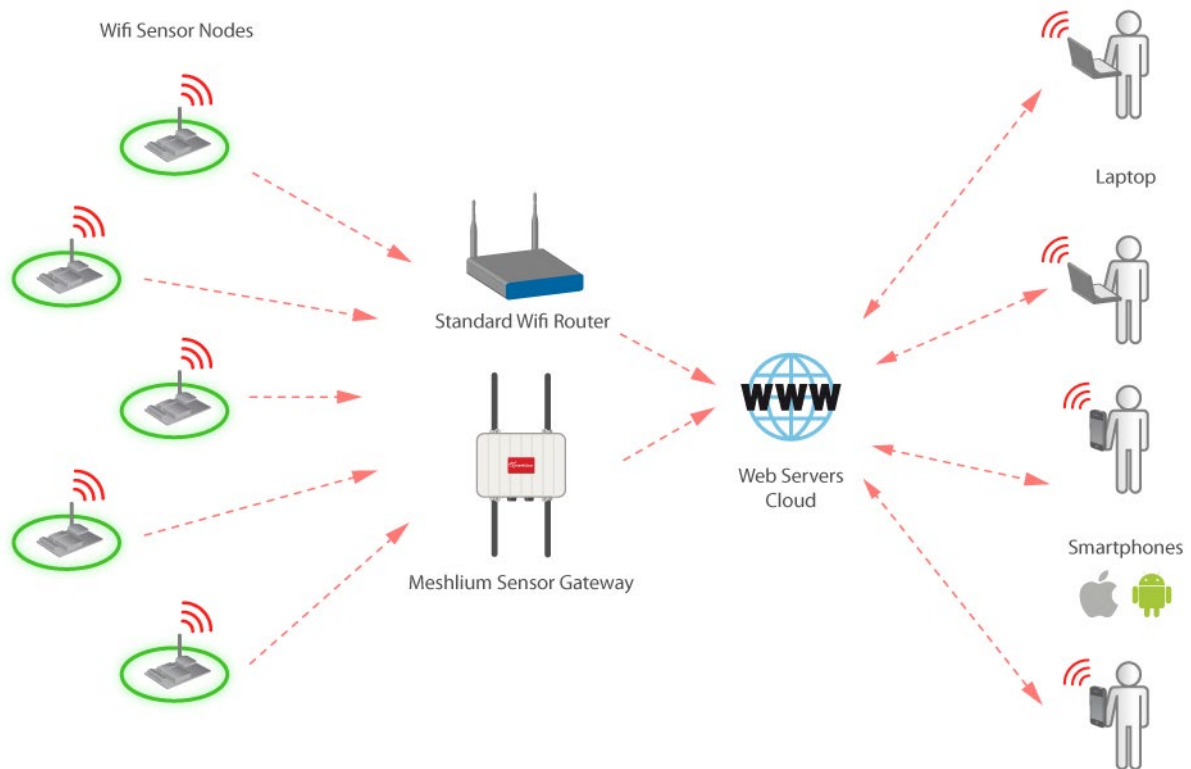 Wifi Sensor Nodes
Laptop
Standard Wifi Router
WWW
Web Servers
Cloud
Smartphones
Meshlium Sensor Gateway